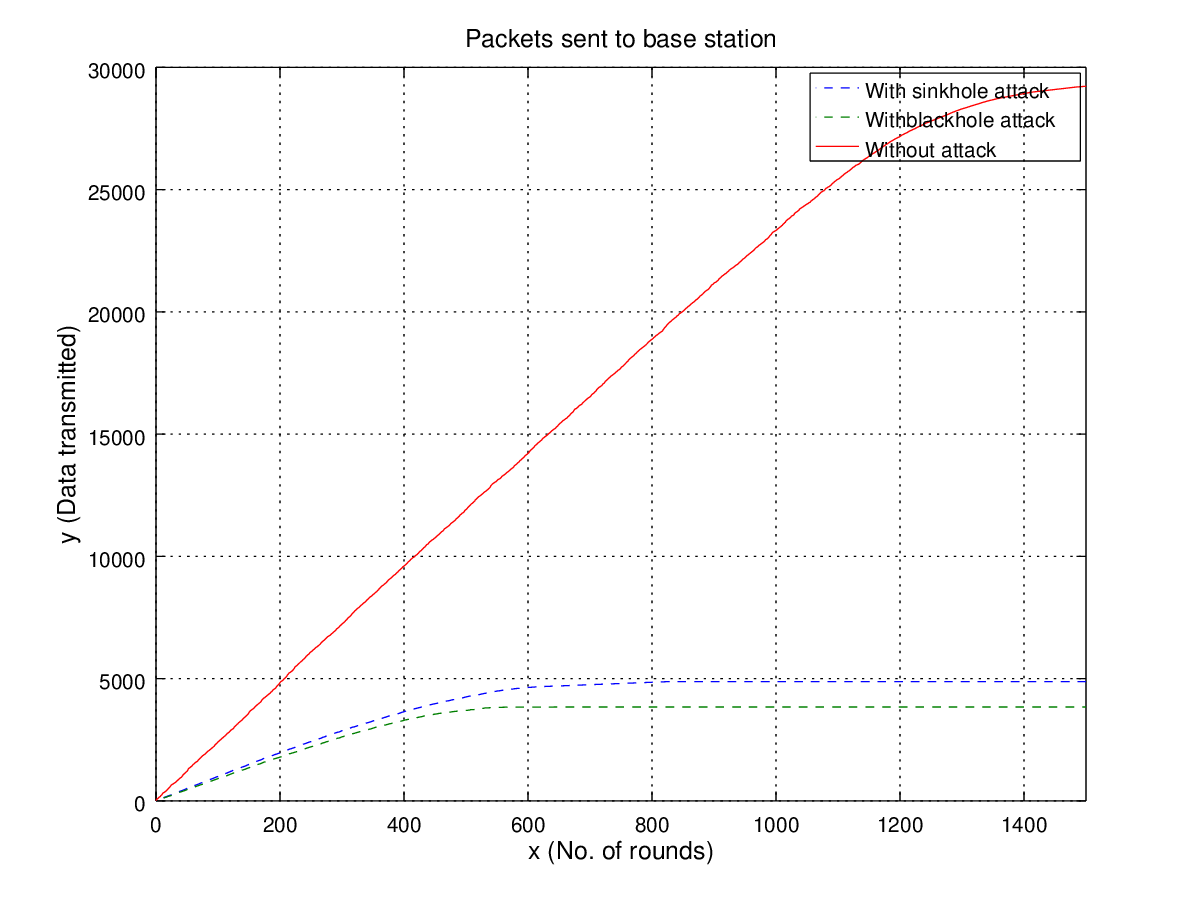 Packets sent to base station
30000
25000
20000
15000
10000
5000
0
y (Data transmitted)
With sinkhole attack
Withblackhole attack
Without attack
0 200 400 600 800 1000 1200 1400
x (No. of rounds)